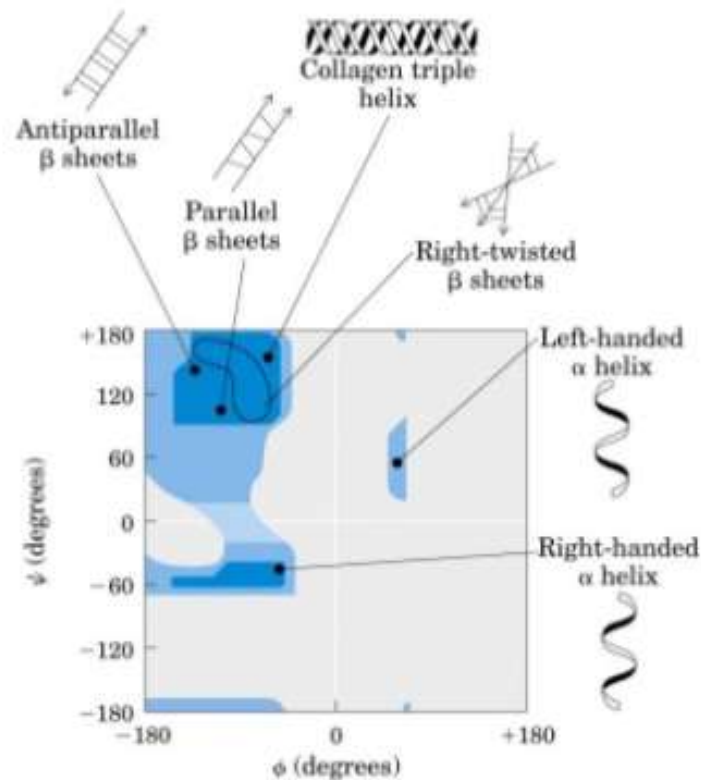 Collagen triple
helix
Antiparallel
β sheets
Parallel
β sheets
Right-twisted
β sheets
Left-handed
α helix
Right-handed
α helix
+180
120
60
0
−60
−120
−180
ψ (degrees)
−180
0
+180
ϕ (degrees)